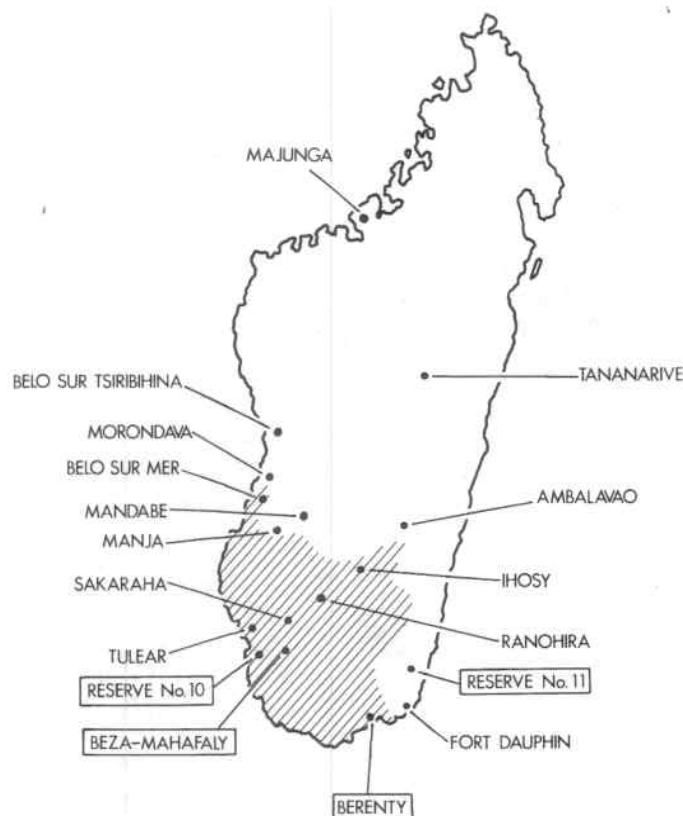 MAJUNGA
BELO SUR TSIRIBIHINA
TANANARIVE
MORONDAVA
BELO SUR MER
AMBALAVAO
MANDABE
MANJA
IHOSY
SAKARAHA
RANOHIRA
TULEAR
RESERVE No. 10
RESERVE No. 11
BEZA-MAHAFALY
FORT DAUPHIN
BERENTY